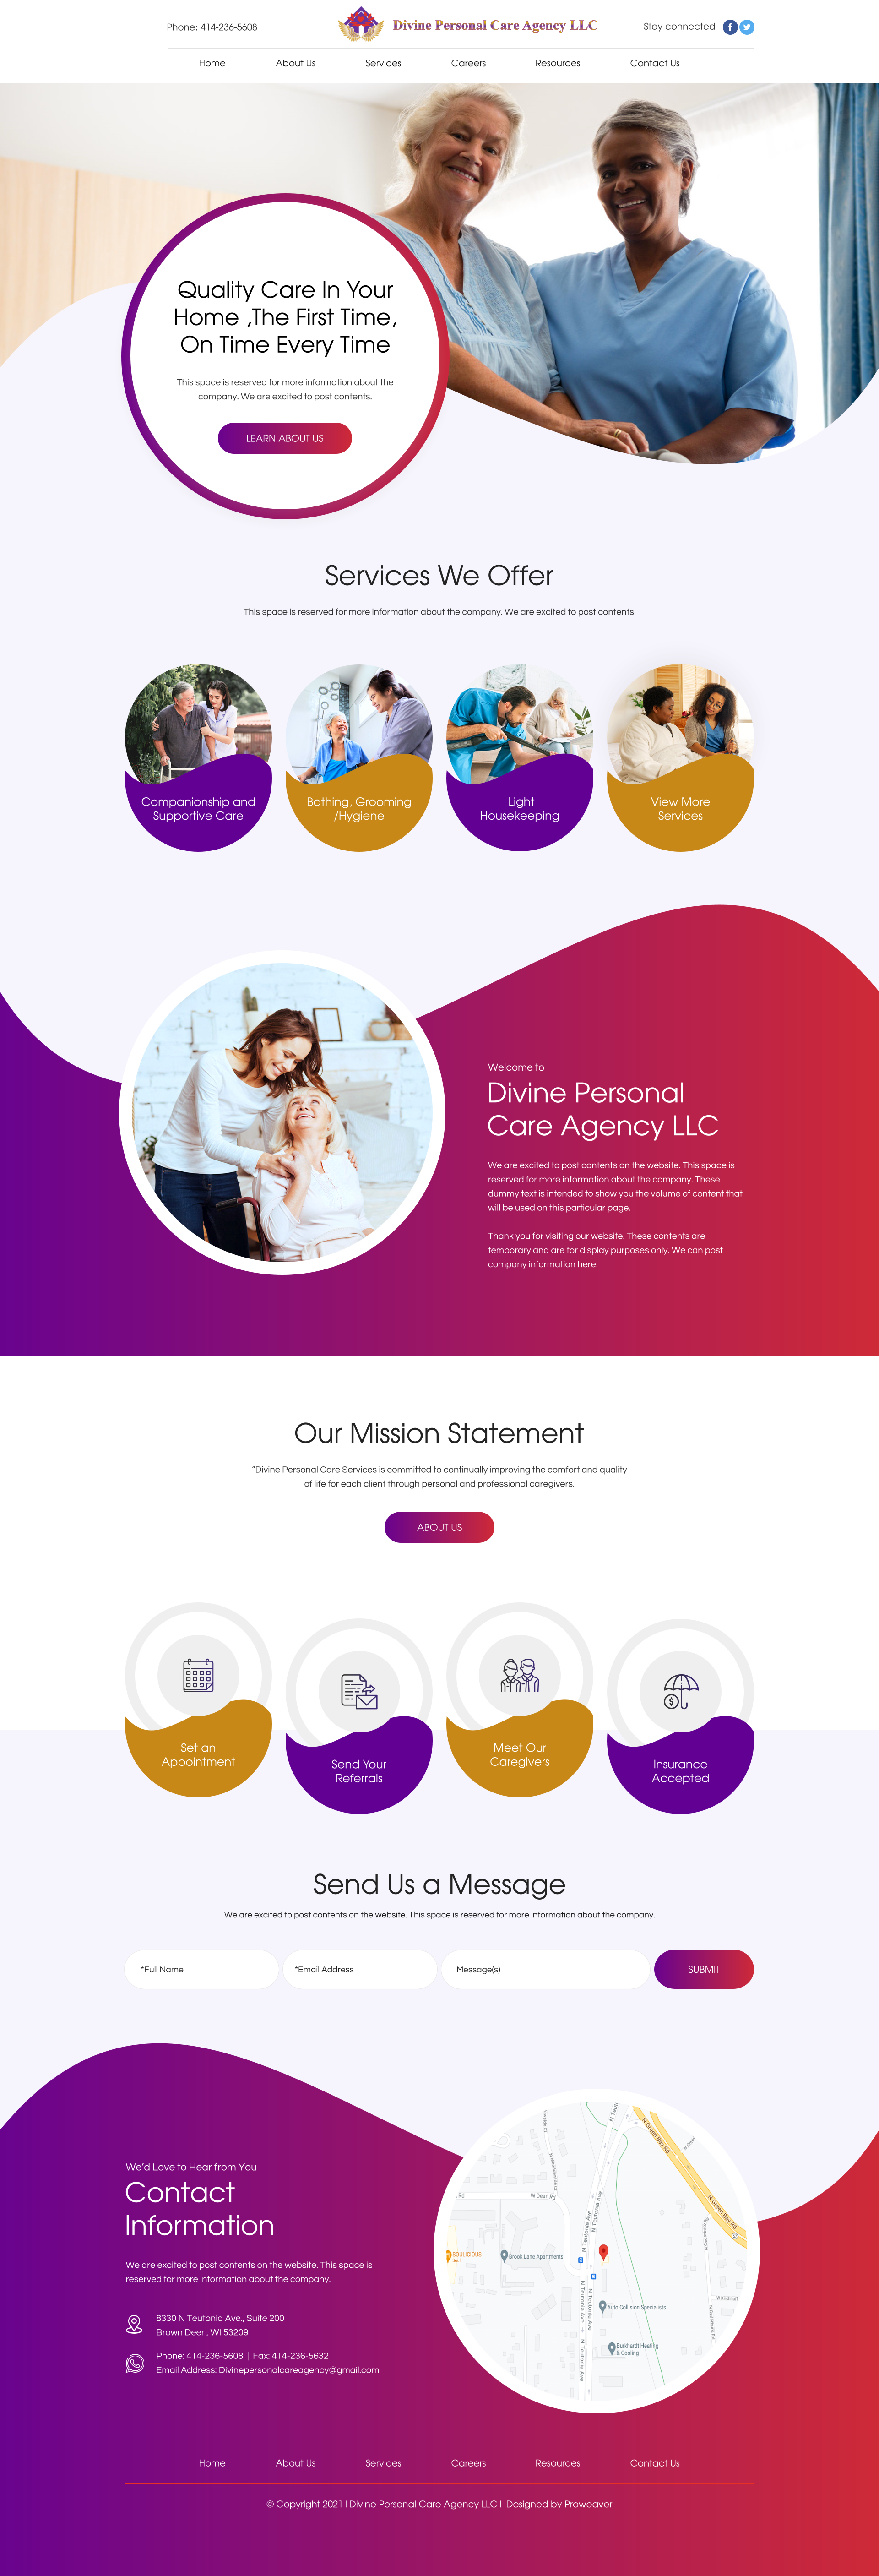 Phone: 414-236-5608
Divine Personal Care Agency LLC
Stay connected
Home
About Us
Services
Careers
Resources
Contact Us
Quality Care In Your
Home ,The First Time,
On Time Every Time
This space is reserved for more information about the
company. We are excited to post contents.
LEARN ABOUT US
Services We Offer
This space is reserved for more information about the company. We are excited to post contents.
Companionship and
Supportive Care
Bathing, Grooming
/Hygiene
Light
Housekeeping
View More
Services
Welcome to
Divine Personal
Care Agency LLC
We are excited to post contents on the website. This space is
reserved for more information about the company. These
dummy text is intended to show you the volume of content that
will be used on this particular page.
Thank you for visiting our website. These contents are
temporary and are for display purposes only. We can post
company information here.
Our Mission Statement
"Divine Personal Care Services is committed to continually improving the comfort and quality
of life for each client through personal and professional caregivers.
ABOUT US
Set an
Appointment
Send Your
Referrals
Meet Our
Caregivers
Insurance
Accepted
Send Us a Message
We are excited to post contents on the website. This space is reserved for more information about the company.
*Full Name
*Email Address
Message(s)
SUBMIT
We'd Love to Hear from You
Contact
Information
We are excited to post contents on the website. This space is
reserved for more information about the company.
8330 N Teutonia Ave., Suite 200
Brown Deer , WI 53209
Phone: 414-236-5608 | Fax: 414-236-5632
Email Address: Divinepersonalcareagency@gmail.com
N Green Bay Rd
N Green Bay Rd
Rd
W Dean Rd
N Teutonia Ave
N Teutonia Ave
SOULICIOUS
Brook Lane Apartments
Auto Collision Specialists
N Teutonia Ave
N Teutonia Ave
N Teutonia Ave
Burkhardt Heating
& Cooling
Home
About Us
Services
Careers
Resources
Contact Us
© Copyright 2021 | Divine Personal Care Agency LLC | Designed by Proweaver